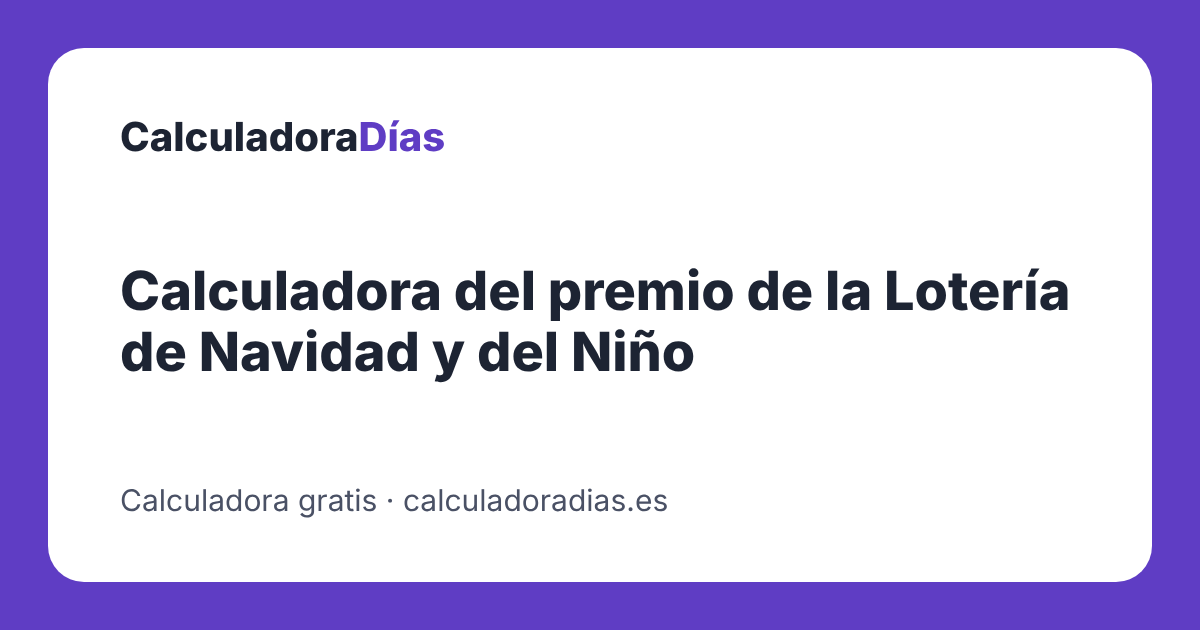 CalculadoraDías
Calculadora del premio de la Lotería
de Navidad y del Niño
Calculadora gratis · calculadoradias.es